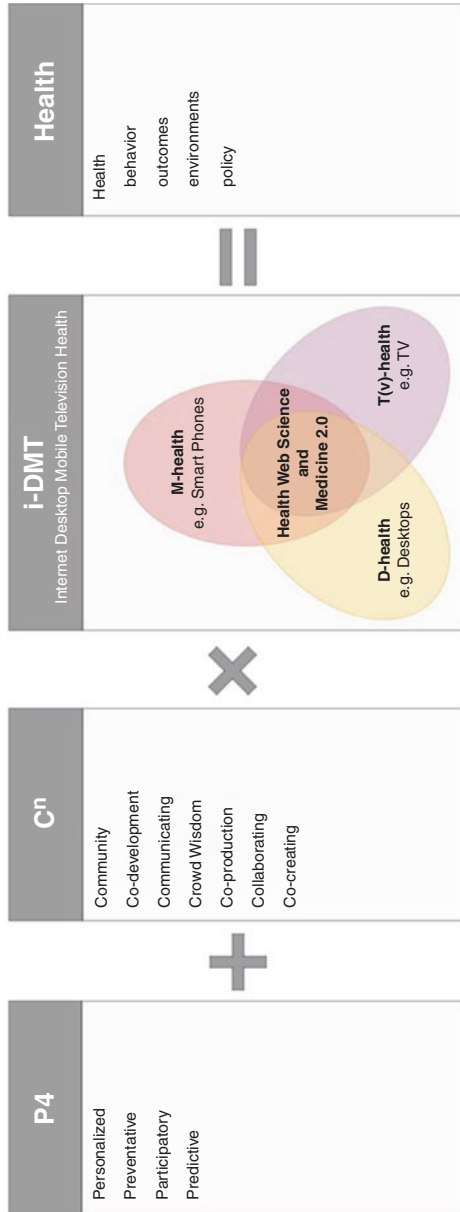 P4
Personalized
Preventative
Participatory
Predictive
+
Cⁿ
Community
Co-development
Communicating
Crowd Wisdom
Co-production
Collaborating
Co-creating
×
i-DMT
Internet Desktop Mobile Television Health
M-health
e.g. Smart Phones
Health Web Science
and
Medicine 2.0
D-health
e.g. Desktops
T(v)-health
e.g. TV
=
Health
Health
behavior
outcomes
environments
policy